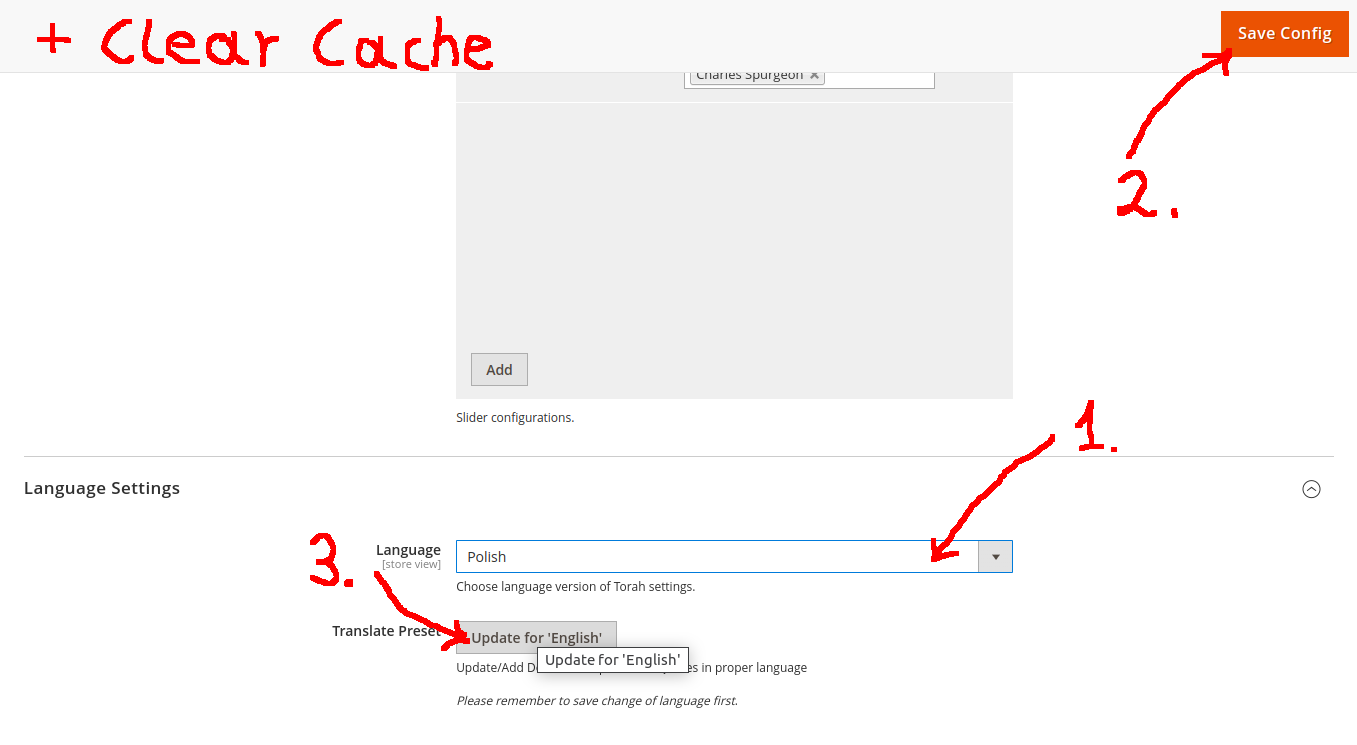 + Clear Cache
Save Config
Charles Spurgeon ×
2.
Add
Slider configurations.
1.
Language Settings
3.
Language
[store view]
Polish
Choose language version of Torah settings.
Translate Preset
Update for 'English'
Update for 'English'
Update/Add De es in proper language
Please remember to save change of language first.